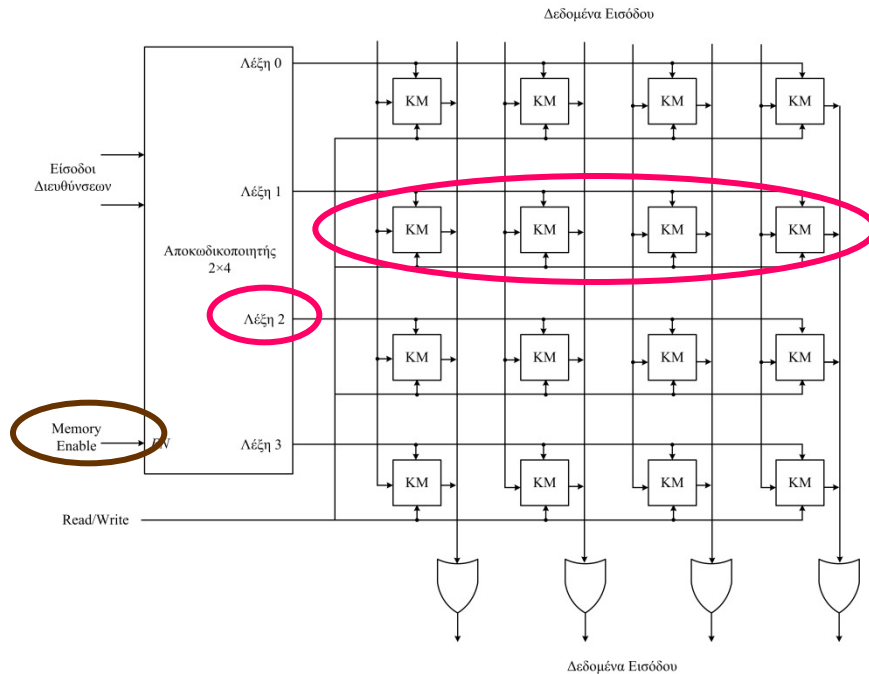 Δεδομένα Εισόδου
Λέξη 0
KM KM KM KM
Είσοδοι
Διευθύνσεων
Λέξη 1
KM KM KM KM
Αποκωδικοποιητής
2×4
Λέξη 2
KM KM KM KM
Memory
Enable
EN
Λέξη 3
KM KM KM KM
Read/Write
Δεδομένα Εισόδου